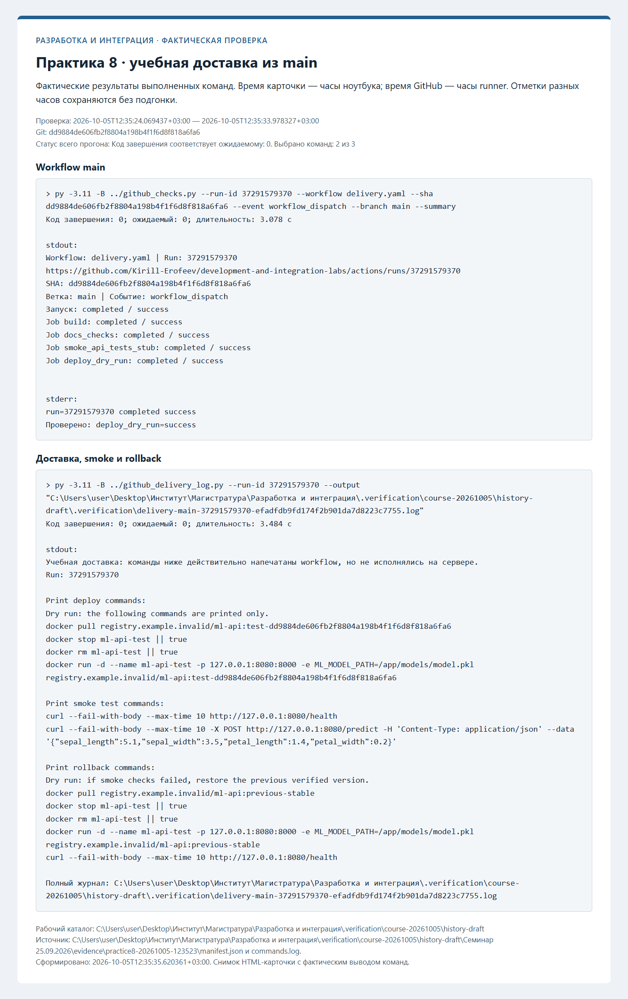 РАЗРАБОТКА И ИНТЕГРАЦИЯ · ФАКТИЧЕСКАЯ ПРОВЕРКА
Практика 8 · учебная доставка из main
Фактические результаты выполненных команд. Время карточки — часы ноутбука; время GitHub — часы runner. Отметки разных
часов сохраняются без подгонки.
Проверка: 2026-10-05T12:35:24.069437+03:00 — 2026-10-05T12:35:33.978327+03:00
Git: dd9884de606fb2f8804a198b4f1f6d8f818a6fa6
Статус всего прогона: Код завершения соответствует ожидаемому: 0. Выбрано команд: 2 из 3
Workflow main
> py -3.11 -B ../github_checks.py --run-id 37291579370 --workflow delivery.yaml --sha
dd9884de606fb2f8804a198b4f1f6d8f818a6fa6 --event workflow_dispatch --branch main --summary
Код завершения: 0; ожидаемый: 0; длительность: 3.078 с
stdout:
Workflow: delivery.yaml | Run: 37291579370
https://github.com/Kirill-Erofeev/development-and-integration-labs/actions/runs/37291579370
SHA: dd9884de606fb2f8804a198b4f1f6d8f818a6fa6
Ветка: main | Событие: workflow_dispatch
Запуск: completed / success
Job build: completed / success
Job docs_checks: completed / success
Job smoke_api_tests_stub: completed / success
Job deploy_dry_run: completed / success
stderr:
run=37291579370 completed success
Проверено: deploy_dry_run=success
Доставка, smoke и rollback
> py -3.11 -B ../github_delivery_log.py --run-id 37291579370 --output
"C:\Users\user\Desktop\Институт\Магистратура\Разработка и интеграция\.verification\course-20261005\history-
draft\.verification\delivery-main-37291579370-efadfdb9fd174f2b901da7d8223c7755.log"
Код завершения: 0; ожидаемый: 0; длительность: 3.484 с
stdout:
Учебная доставка: команды ниже действительно напечатаны workflow, но не исполнялись на сервере.
Run: 37291579370
Print deploy commands:
Dry run: the following commands are printed only.
docker pull registry.example.invalid/ml-api:test-dd9884de606fb2f8804a198b4f1f6d8f818a6fa6
docker stop ml-api-test || true
docker rm ml-api-test || true
docker run -d --name ml-api-test -p 127.0.0.1:8080:8000 -e ML_MODEL_PATH=/app/models/model.pkl
registry.example.invalid/ml-api:test-dd9884de606fb2f8804a198b4f1f6d8f818a6fa6
Print smoke test commands:
curl --fail-with-body --max-time 10 http://127.0.0.1:8080/health
curl --fail-with-body --max-time 10 -X POST http://127.0.0.1:8080/predict -H 'Content-Type: application/json' --data
'{"sepal_length":5.1,"sepal_width":3.5,"petal_length":1.4,"petal_width":0.2}'
Print rollback commands:
Dry run: if smoke checks failed, restore the previous verified version.
docker pull registry.example.invalid/ml-api:previous-stable
docker stop ml-api-test || true
docker rm ml-api-test || true
docker run -d --name ml-api-test -p 127.0.0.1:8080:8000 -e ML_MODEL_PATH=/app/models/model.pkl
registry.example.invalid/ml-api:previous-stable
curl --fail-with-body --max-time 10 http://127.0.0.1:8080/health
Полный журнал: C:\Users\user\Desktop\Институт\Магистратура\Разработка и интеграция\.verification\course-
20261005\history-draft\.verification\delivery-main-37291579370-efadfdb9fd174f2b901da7d8223c7755.log
Рабочий каталог: C:\Users\user\Desktop\Институт\Магистратура\Разработка и интеграция\.verification\course-20261005\history-draft
Источник: C:\Users\user\Desktop\Институт\Магистратура\Разработка и интеграция\.verification\course-20261005\history-draft\Семинар
25.09.2026\evidence\practice8-20261005-123523\manifest.json и commands.log.
Сформировано: 2026-10-05T12:35:35.620361+03:00. Снимок HTML-карточки с фактическим выводом команд.